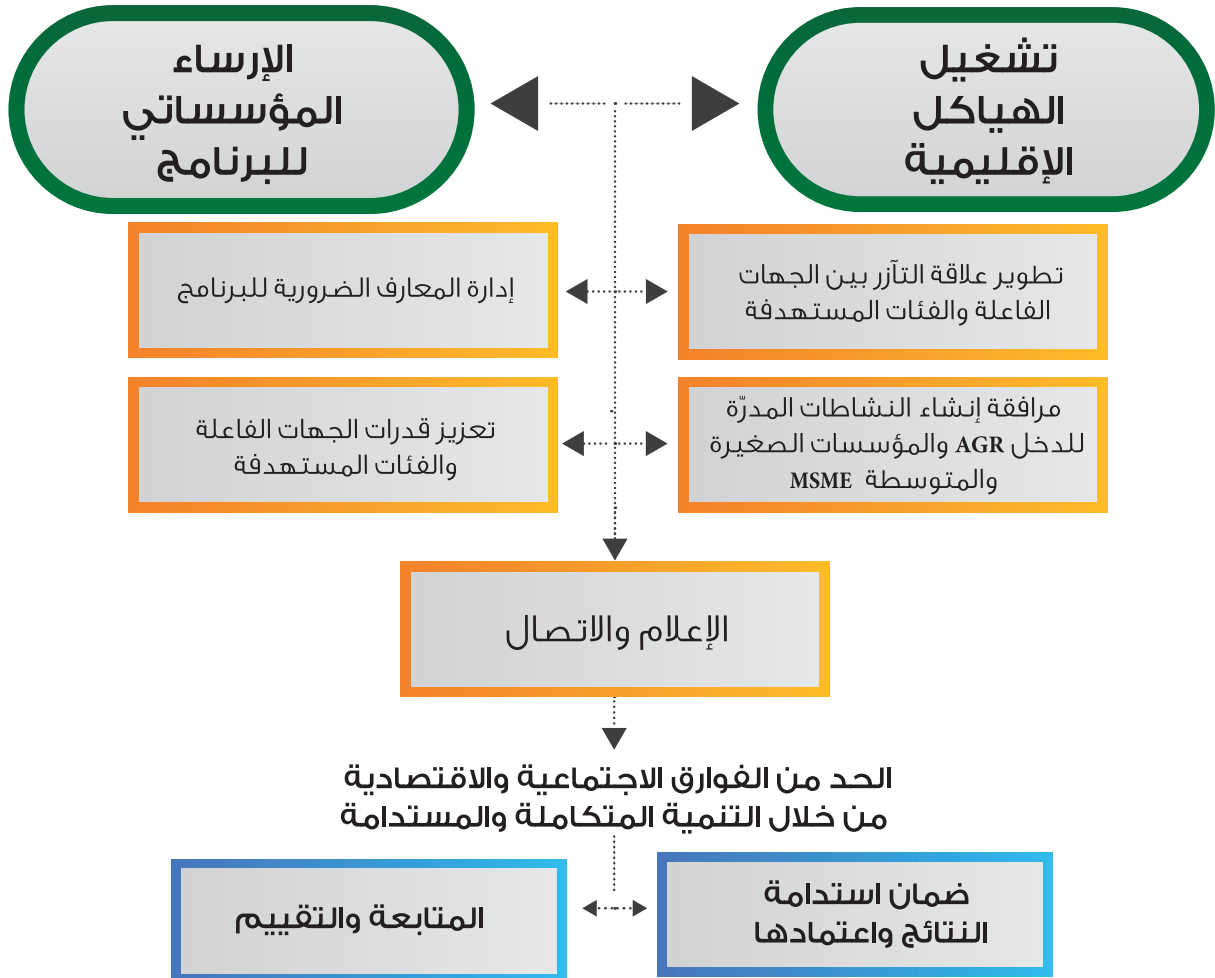 تشغيل
الهياكل
الإقليمية
الإرساء
المؤسساتي
للبرنامج
تطوير علاقة التآزر بين الجهات
الفاعلة والفئات المستهدفة
إدارة المعارف الضرورية للبرنامج
مرافقة إنشاء النشاطات المدرّة
للدخل AGR والمؤسسات الصغيرة
والمتوسطة MSME
تعزيز قدرات الجهات الفاعلة
والفئات المستهدفة
الإعلام والاتصال
الحد من الفوارق الاجتماعية والاقتصادية
من خلال التنمية المتكاملة والمستدامة
ضمان استدامة
النتائج واعتمادها
المتابعة والتقييم